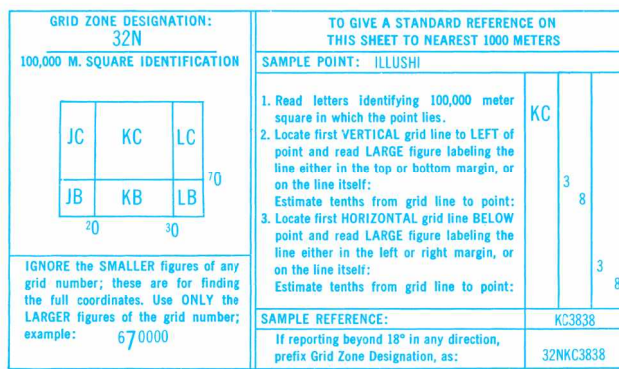 GRID ZONE DESIGNATION:
32N
100,000 M. SQUARE IDENTIFICATION
JC KC LC
70
JB KB LB
20 30
IGNORE the SMALLER figures of any
grid number; these are for finding
the full coordinates. Use ONLY the
LARGER figures of the grid number;
example: 670000
TO GIVE A STANDARD REFERENCE ON
THIS SHEET TO NEAREST 1000 METERS
SAMPLE POINT: ILLUSHI
1. Read letters identifying 100,000 meter
square in which the point lies.
KC
2. Locate first VERTICAL grid line to LEFT of
point and read LARGE figure labeling the
line either in the top or bottom margin, or
on the line itself:
3
Estimate tenths from grid line to point:
8
3. Locate first HORIZONTAL grid line BELOW
point and read LARGE figure labeling the
line either in the left or right margin, or
on the line itself:
3
Estimate tenths from grid line to point:
8
SAMPLE REFERENCE: KC3838
If reporting beyond 18° in any direction,
prefix Grid Zone Designation, as:
32NKC3838